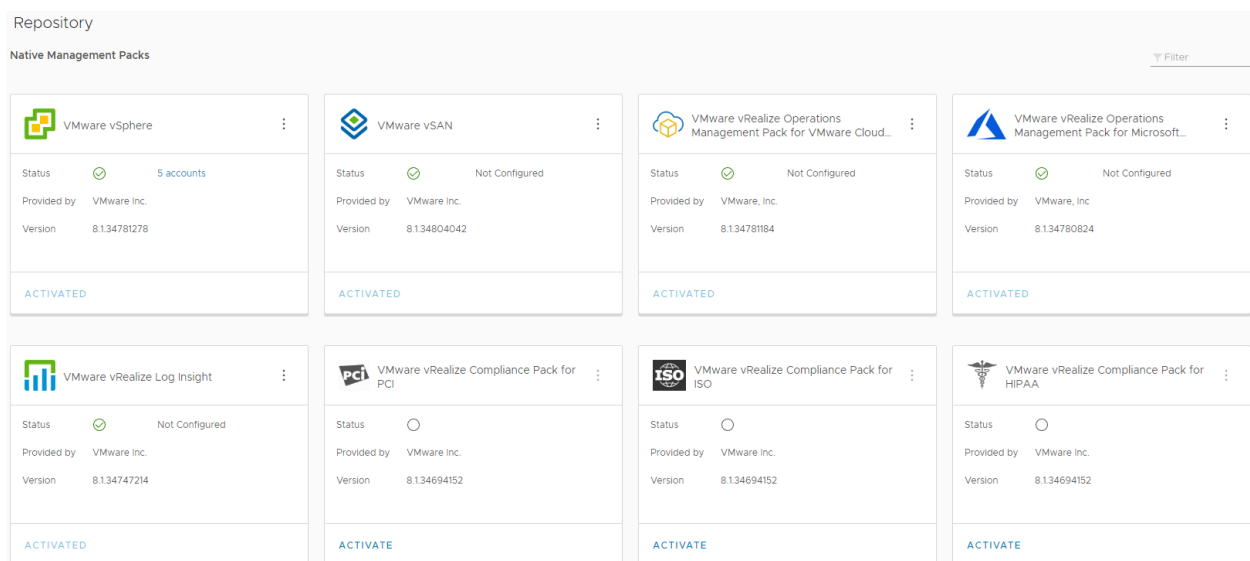 Repository
Native Management Packs
Filter
VMware vSphere
Status 5 accounts
Provided by VMware Inc.
Version 8.1.34781278
ACTIVATED
VMware vSAN
Status Not Configured
Provided by VMware Inc.
Version 8.1.34804042
ACTIVATED
VMware vRealize Operations
Management Pack for VMware Cloud...
Status Not Configured
Provided by VMware, Inc.
Version 8.1.34781184
ACTIVATED
VMware vRealize Operations
Management Pack for Microsoft...
Status Not Configured
Provided by VMware, Inc
Version 8.1.34780824
ACTIVATED
VMware vRealize Log Insight
Status Not Configured
Provided by VMware Inc.
Version 8.1.34747214
ACTIVATED
PCi
VMware vRealize Compliance Pack for
PCI
Status
Provided by VMware Inc.
Version 8.1.34694152
ACTIVATE
ISO
VMware vRealize Compliance Pack for
ISO
Status
Provided by VMware Inc.
Version 8.1.34694152
ACTIVATE
VMware vRealize Compliance Pack for
HIPAA
Status
Provided by VMware Inc.
Version 8.1.34694152
ACTIVATE